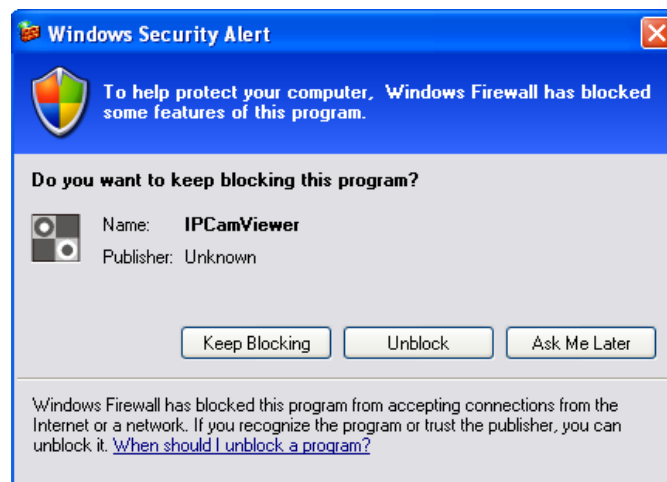 Windows Security Alert
To help protect your computer, Windows Firewall has blocked
some features of this program.
Do you want to keep blocking this program?
Name: IPCamViewer
Publisher: Unknown
Keep Blocking Unblock Ask Me Later
Windows Firewall has blocked this program from accepting connections from the
Internet or a network. If you recognize the program or trust the publisher, you can
unblock it. When should I unblock a program?